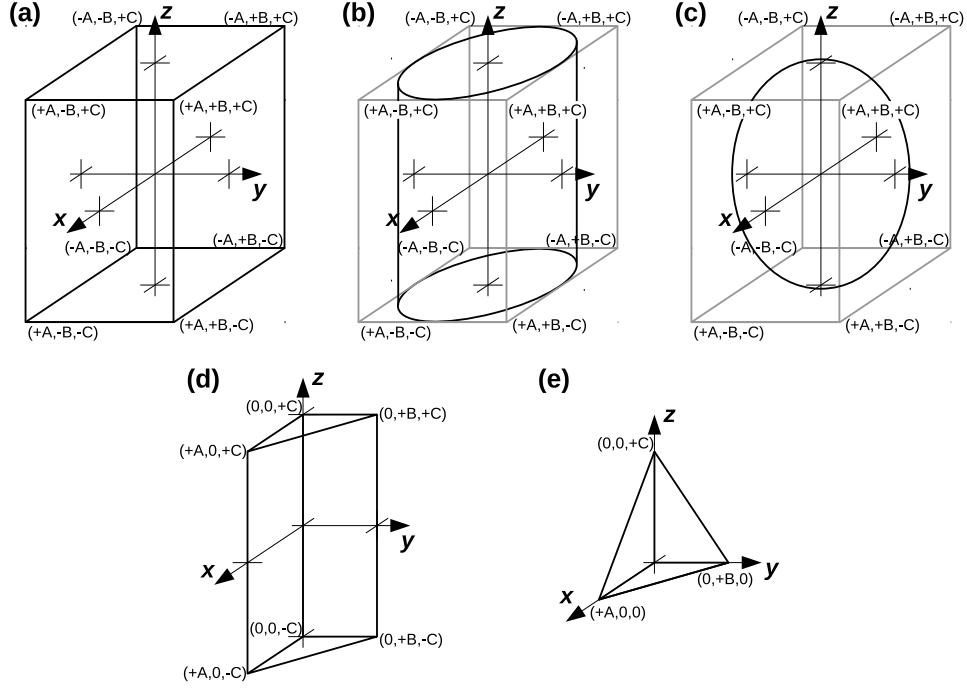 (a)
z
(-A,-B,+C)
(-A,+B,+C)
(+A,-B,+C)
(+A,+B,+C)
y
x
(-A,-B,-C)
(-A,+B,-C)
(+A,-B,-C)
(+A,+B,-C)
(b)
z
(-A,-B,+C)
(-A,+B,+C)
(+A,-B,+C)
(+A,+B,+C)
y
x
(-A,-B,-C)
(-A,+B,-C)
(+A,-B,-C)
(+A,+B,-C)
(c)
z
(-A,-B,+C)
(-A,+B,+C)
(+A,-B,+C)
(+A,+B,+C)
y
x
(-A,-B,-C)
(-A,+B,-C)
(+A,-B,-C)
(+A,+B,-C)
(d)
z
(0,0,+C)
(0,+B,+C)
(+A,0,+C)
y
x
(0,0,-C)
(0,+B,-C)
(+A,0,-C)
(e)
z
(0,0,+C)
y
(0,+B,0)
x
(+A,0,0)